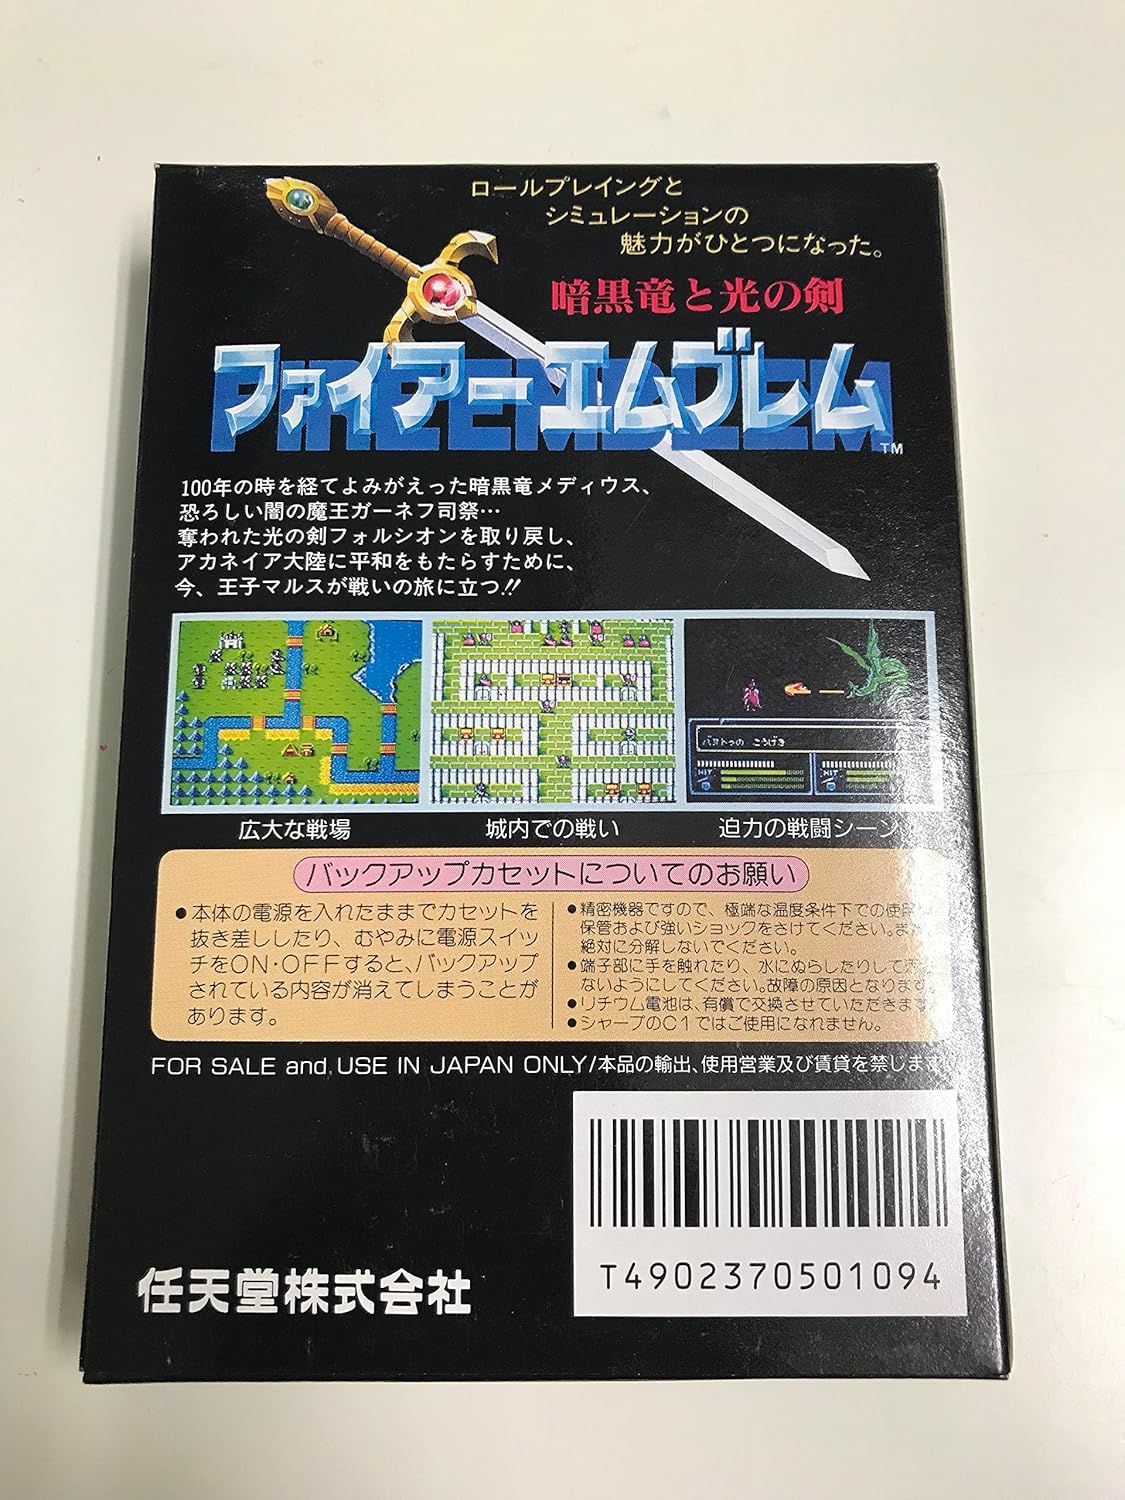 ロールプレイングと
シミュレーションの
魅力がひとつになった。
暗黒竜と光の剣
ファイアーエムブレム
FIRE EMBLEM
TM
100年の時を経てよみがえった暗黒竜メディウス、
恐ろしい闇の魔王ガーネフ司祭…
奪われた光の剣フォルシオンを取り戻し、
アカネイア大陸に平和をもたらすために、
今、王子マルスが戦いの旅に立つ!!
バヌトゥの こうげき
HIT
HIT
広大な戦場
城内での戦い
迫力の戦闘シーン
バックアップカセットについてのお願い
●本体の電源を入れたままでカセットを
抜き差ししたり、むやみに電源スイッ
チをON・OFFすると、バックアップ
されている内容が消えてしまうことが
あります。
●精密機器ですので、極端な温度条件下での使用
保管および強いショックをさけてください。また
絶対に分解しないでください。
●端子部に手を触れたり、水にぬらしたりして汚さ
ないようにしてください。故障の原因となります。
●リチウム電池は、有償で交換させていただきます。
●シャープのC1ではご使用になれません。
FOR SALE and USE IN JAPAN ONLY/本品の輸出、使用営業及び賃貸を禁じます。
T4902370501094
任天堂株式会社